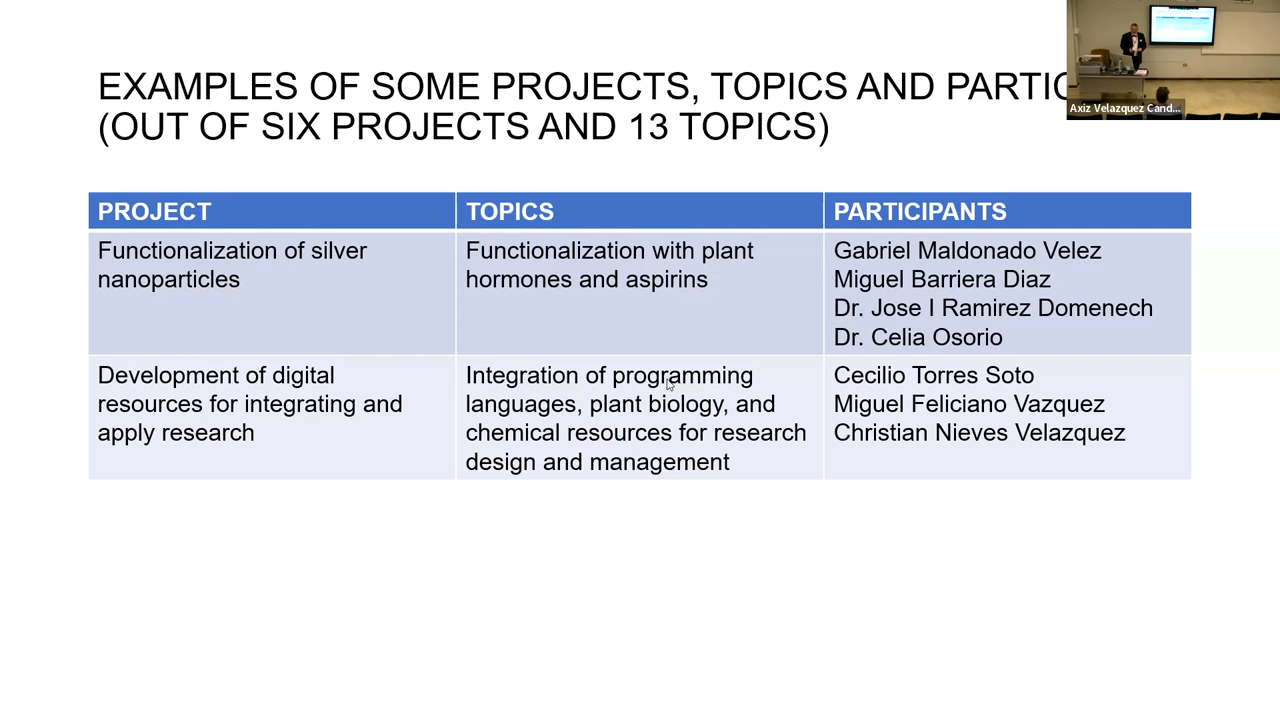 EXAMPLES OF SOME PROJECTS, TOPICS AND
(OUT OF SIX PROJECTS AND 13 TOPICS)
Axiz Velazquez Cand...
PROJECT TOPICS PARTICIPANTS
Functionalization of silver
nanoparticles
Functionalization with plant
hormones and aspirins
Gabriel Maldonado Velez
Miguel Barriera Diaz
Dr. Jose I Ramirez Domenech
Dr. Celia Osorio
Development of digital
resources for integrating and
apply research
Integration of programming
languages, plant biology, and
chemical resources for research
design and management
Cecilio Torres Soto
Miguel Feliciano Vazquez
Christian Nieves Velazquez